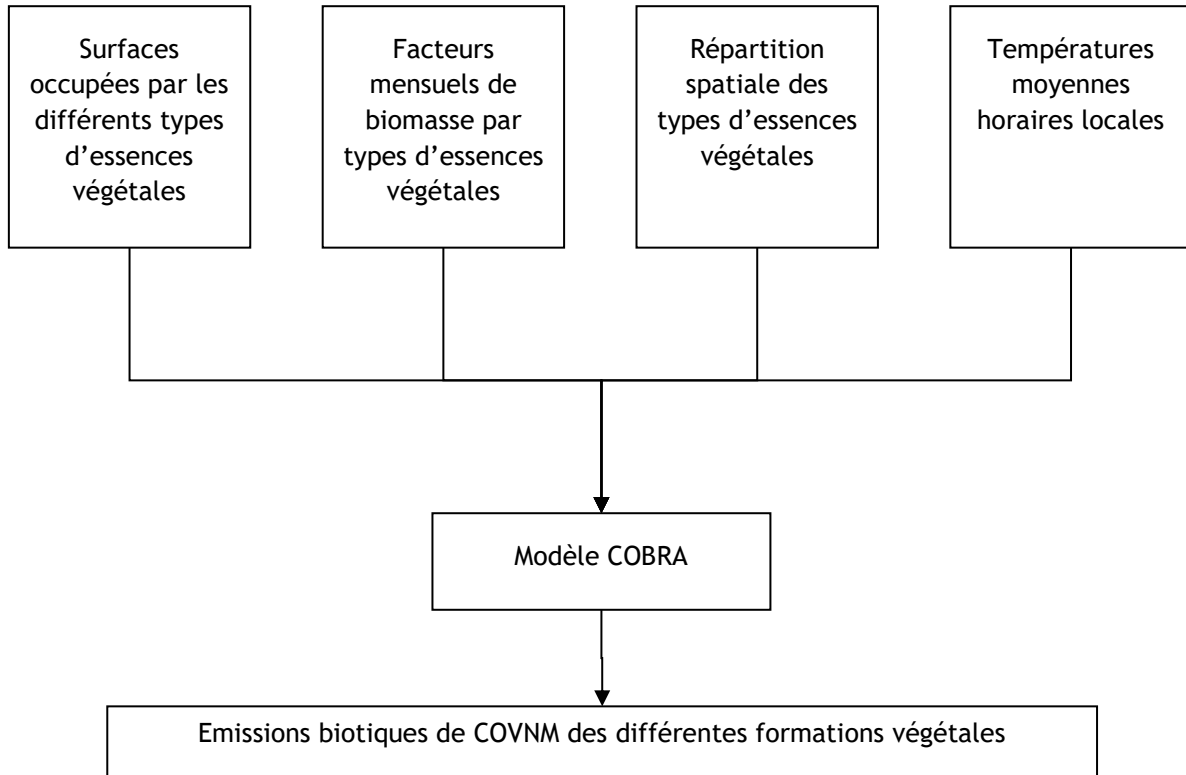 Surfaces
occupées par les
différents types
d'essences
végétales
Facteurs
mensuels de
biomasse par
types d'essences
végétales
Répartition
spatiale des
types d'essences
végétales
Températures
moyennes
horaires locales
Modèle COBRA
Emissions biotiques de COVNM des différentes formations végétales